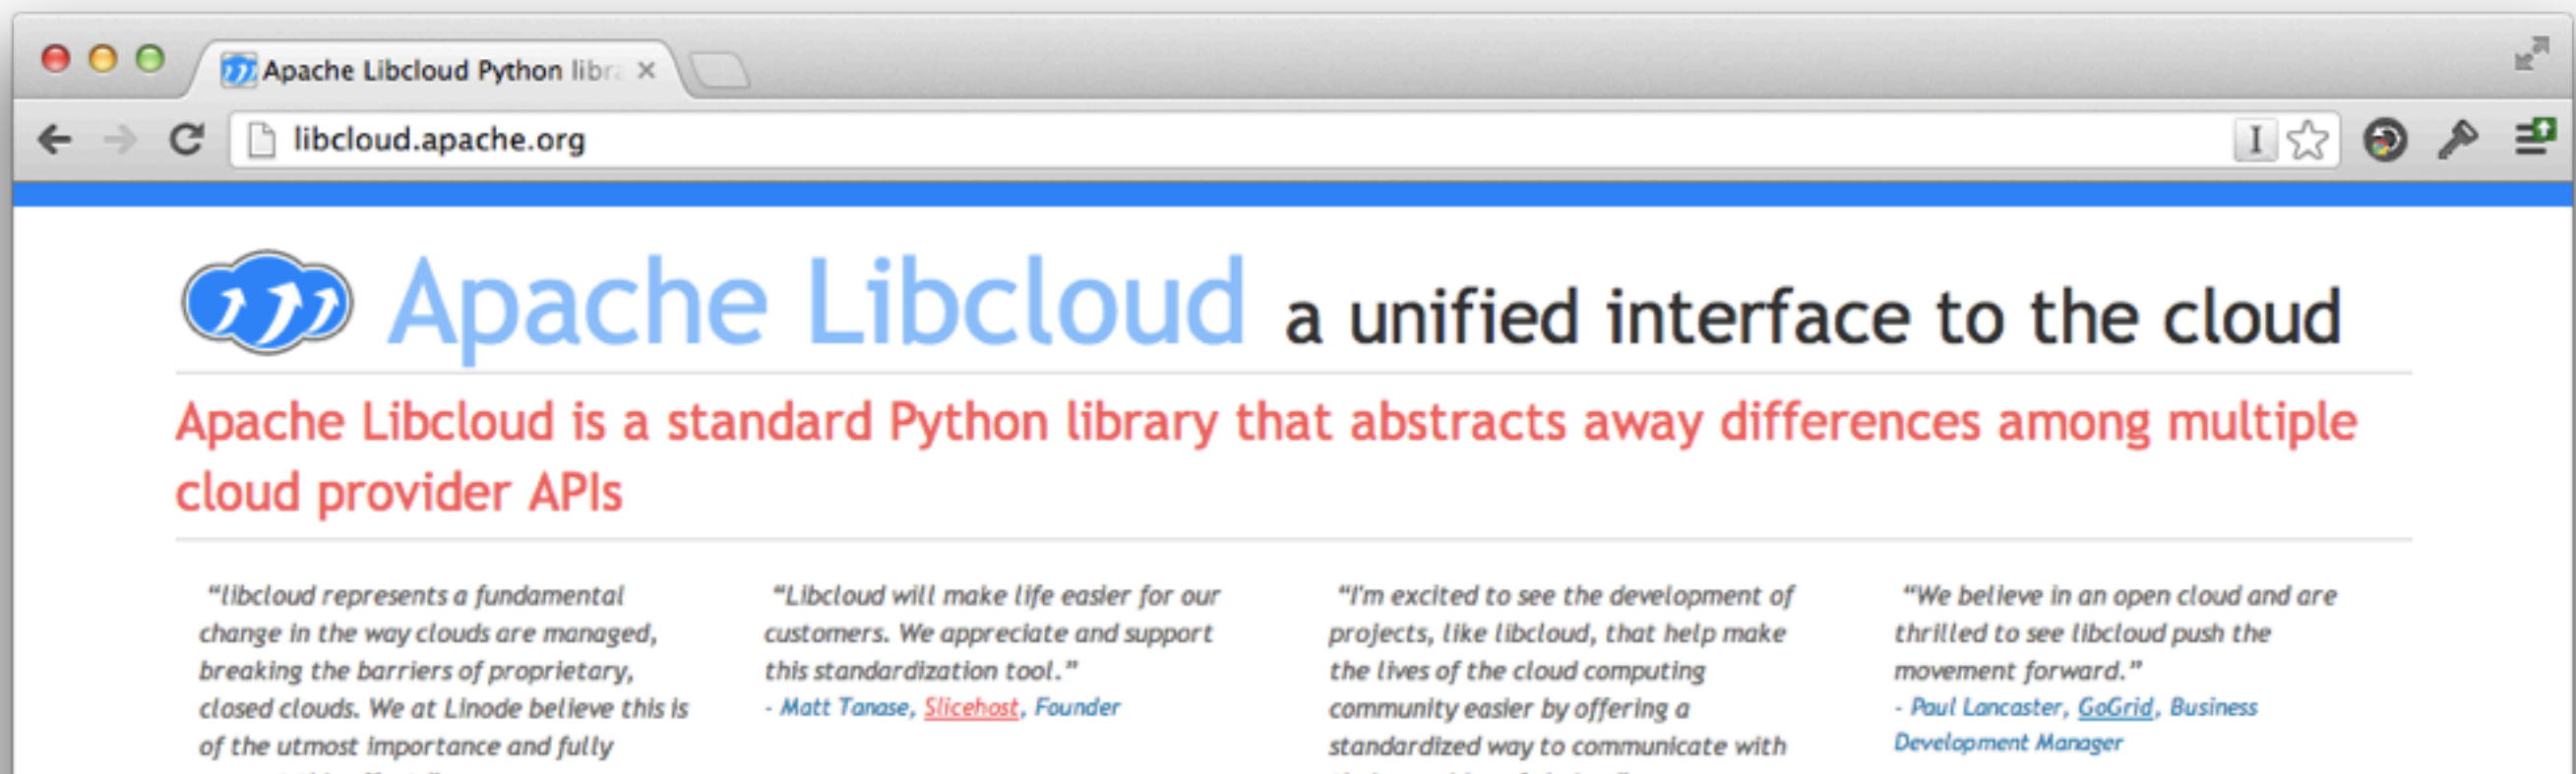 Apache Libcloud Python libra
libcloud.apache.org
Apache Libcloud a unified interface to the cloud
Apache Libcloud is a standard Python library that abstracts away differences among multiple
cloud provider APIs
“libcloud represents a fundamental
change in the way clouds are managed,
breaking the barriers of proprietary,
closed clouds. We at Linode believe this is
of the utmost importance and fully
“Libcloud will make life easier for our
customers. We appreciate and support
this standardization tool.”
- Matt Tanase, Slicehost, Founder
“I'm excited to see the development of
projects, like libcloud, that help make
the lives of the cloud computing
community easier by offering a
standardized way to communicate with
“We believe in an open cloud and are
thrilled to see libcloud push the
movement forward.”
- Paul Lancaster, GoGrid, Business
Development Manager